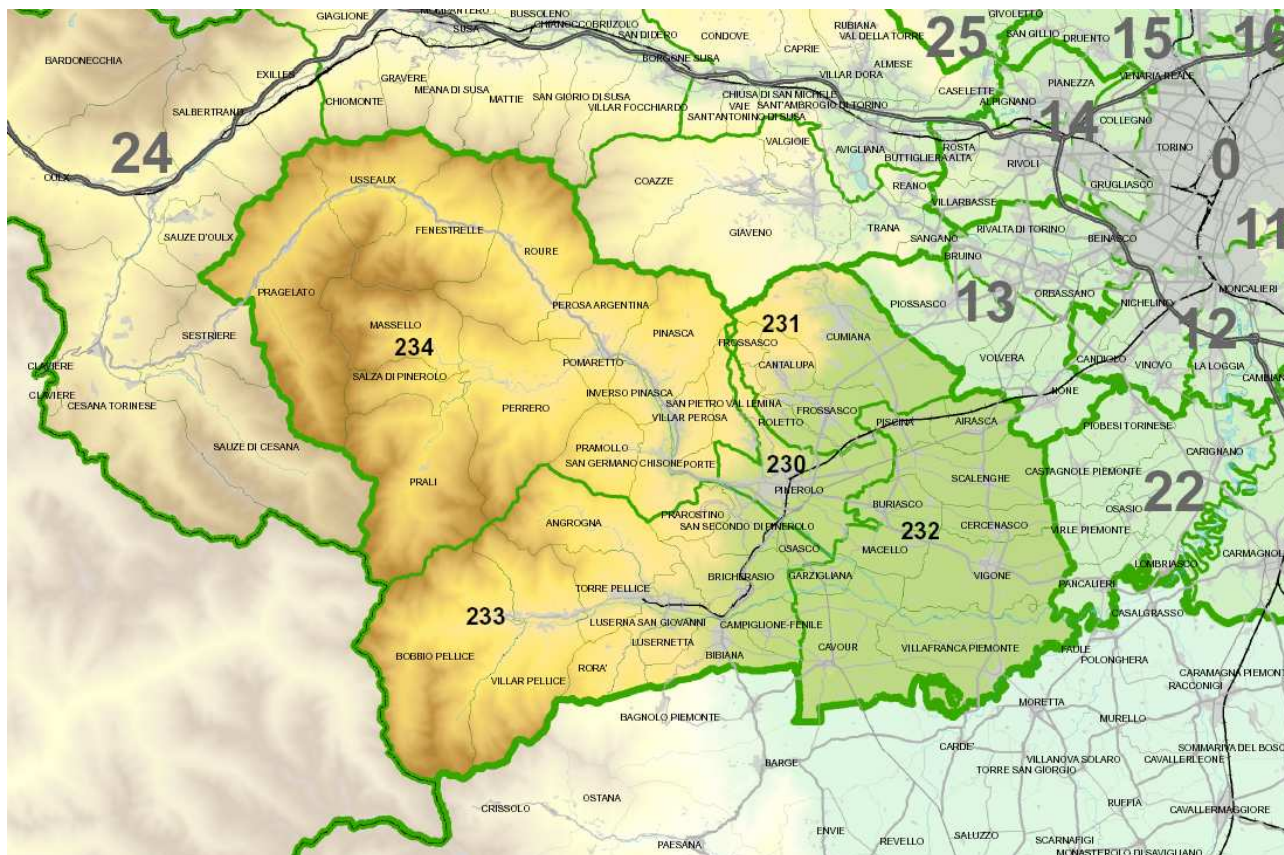 GIAGLIONE
MOMPANTERO
BUSSOLENO
GIVOLETTO
SUSA
CHIANOCCO
BRUZOLO
SAN DIDERO
CONDOVE
RUBIANA
VAL DELLA TORRE
25
SAN GILLIO
DRUENTO
15
16
BARDONECCHIA
EXILLES
BORGONE SUSA
CAPRIE
ALMESE
VILLAR DORA
PIANEZZA
VENARIA REALE
GRAVERE
MEANA DI SUSA
MATTIE
SAN GIORIO DI SUSA
VILLAR FOCCHIARDO
CHIUSA DI SAN MICHELE
VAIE
SANT'AMBROGIO DI TORINO
CASELETTE
ALPIGNANO
CHIOMONTE
SALBERTRAND
SANT'ANTONINO DI SUSA
COLLEGNO
14
24
VALGIOIE
AVIGLIANA
BUTTIGLIERA ALTA
ROSTA
RIVOLI
TORINO
0
OULX
USSEAUX
COAZZE
REANO
GRUGLIASCO
VILLARBASSE
SAUZE D'OULX
FENESTRELLE
ROURE
GIAVENO
TRANA
SANGANO
RIVALTA DI TORINO
BEINASCO
11
BRUINO
PRAGELATO
PEROSA ARGENTINA
PIOSSASCO
13
ORBASSANO
NICHELINO
MONCALIERI
SESTRIERE
MASSELLO
234
PINASCA
231
FROSSASCO
CUMIANA
12
CLAVIERE
CLAVIERE
CESANA TORINESE
SALZA DI PINEROLO
POMARETTO
CANTALUPA
VOLVERA
CANDIOLO
VINOVO
LA LOGGIA
INVERSO PINASCA
NONE
PERRERO
SAN PIETRO VAL LEMINA
VILLAR PEROSA
FROSSASCO
ROLETTO
PISCINA
AIRASCA
PIOBESI TORINESE
SAUZE DI CESANA
PRAMOLLO
SAN GERMANO CHISONE
PORTE
230
CARIGNANO
PRALI
PINEROLO
SCALENGHE
CASTAGNOLE PIEMONTE
22
BURIASCO
OSASIO
ANGROGNA
PRAROSTINO
SAN SECONDO DI PINEROLO
232
CERCENASCO
VIRLE PIEMONTE
OSASCO
MACELLO
LOMBRIASCO
TORRE PELLICE
BRICHERASIO
GARZIGLIANA
VIGONE
PANCALIERI
233
LUSERNA SAN GIOVANNI
CAMPIGLIONE-FENILE
CASALGRASSO
LUSERNETTA
BOBBIO PELLICE
BIBIANA
CAVOUR
VILLAFRANCA PIEMONTE
FAULE
POLONGHERA
RORA'
VILLAR PELLICE
RACCONIGI
BAGNOLO PIEMONTE
MORETTA
MURELLO
CARDE'
BARGE
VILLANOVA SOLARO
TORRE SAN GIORGIO
CAVALLERLEONE
OSTANA
CRISSOLO
RUFFIA
CAVALLERMAGGIORE
ENVIE
REVELLO
SALUZZO
SCARNAFIGI
PAESANA
MONASTEROLO DI SAVIGLIANO